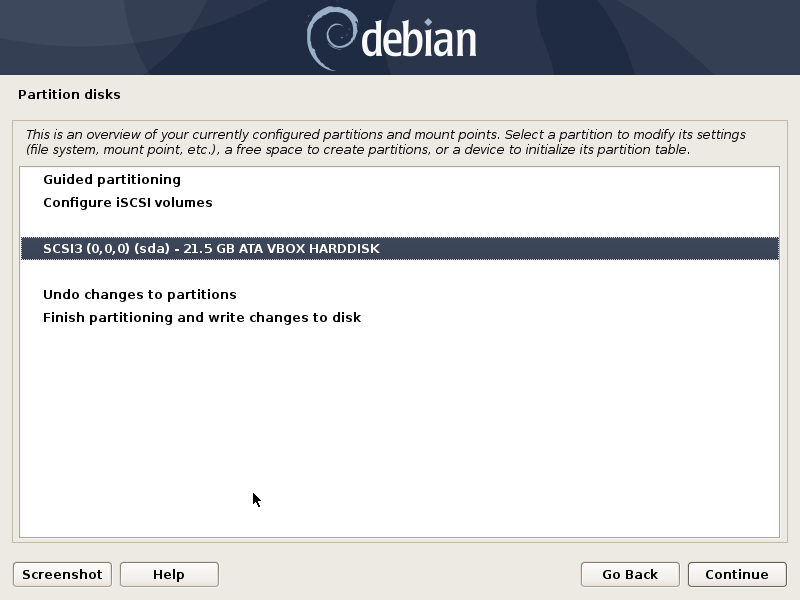 debian
Partition disks
This is an overview of your currently configured partitions and mount points. Select a partition to modify its settings
(file system, mount point, etc.), a free space to create partitions, or a device to initialize its partition table.
Guided partitioning
Configure iSCSI volumes
SCSI3 (0,0,0) (sda) - 21.5 GB ATA VBOX HARDDISK
Undo changes to partitions
Finish partitioning and write changes to disk
Screenshot Help Go Back Continue